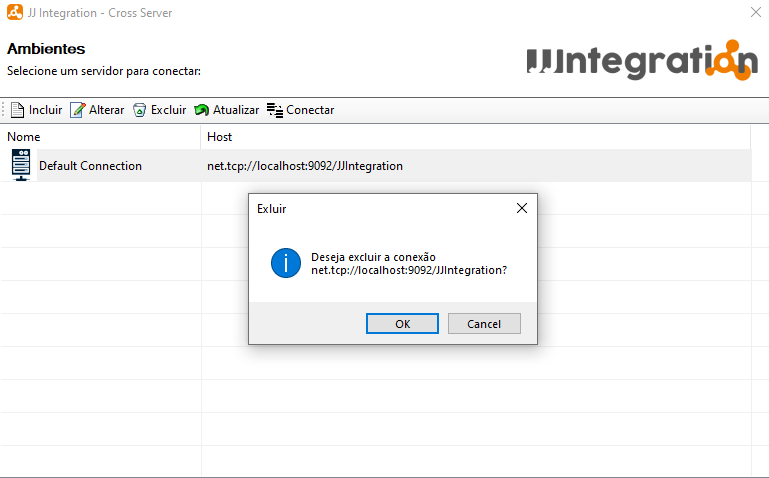 JJ Integration - Cross Server
Ambientes
Selecione um servidor para conectar:
JJIntegration
Incluir Alterar Excluir Atualizar Conectar
Nome Host
Default Connection net.tcp://localhost:9092/JJIntegration
Exluir
Deseja excluir a conexão
net.tcp://localhost:9092/JJIntegration?
OK Cancel